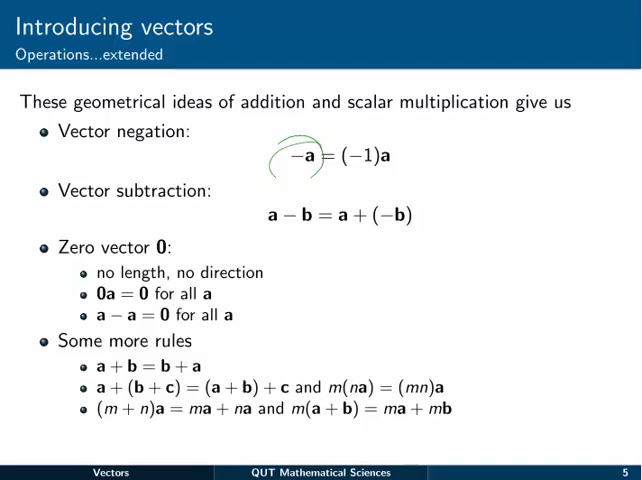 Introducing vectors
Operations...extended
These geometrical ideas of addition and scalar multiplication give us
Vector negation:
−a = (−1)a
Vector subtraction:
a − b = a + (−b)
Zero vector 0:
no length, no direction
0a = 0 for all a
a − a = 0 for all a
Some more rules
a + b = b + a
a + (b + c) = (a + b) + c and m(na) = (mn)a
(m + n)a = ma + na and m(a + b) = ma + mb
Vectors QUT Mathematical Sciences 5